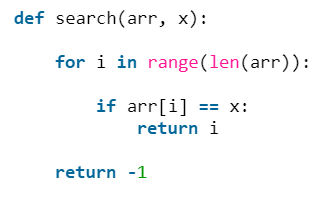 def search(arr, x):
    for i in range(len(arr)):
        if arr[i] == x:
            return i
    return -1